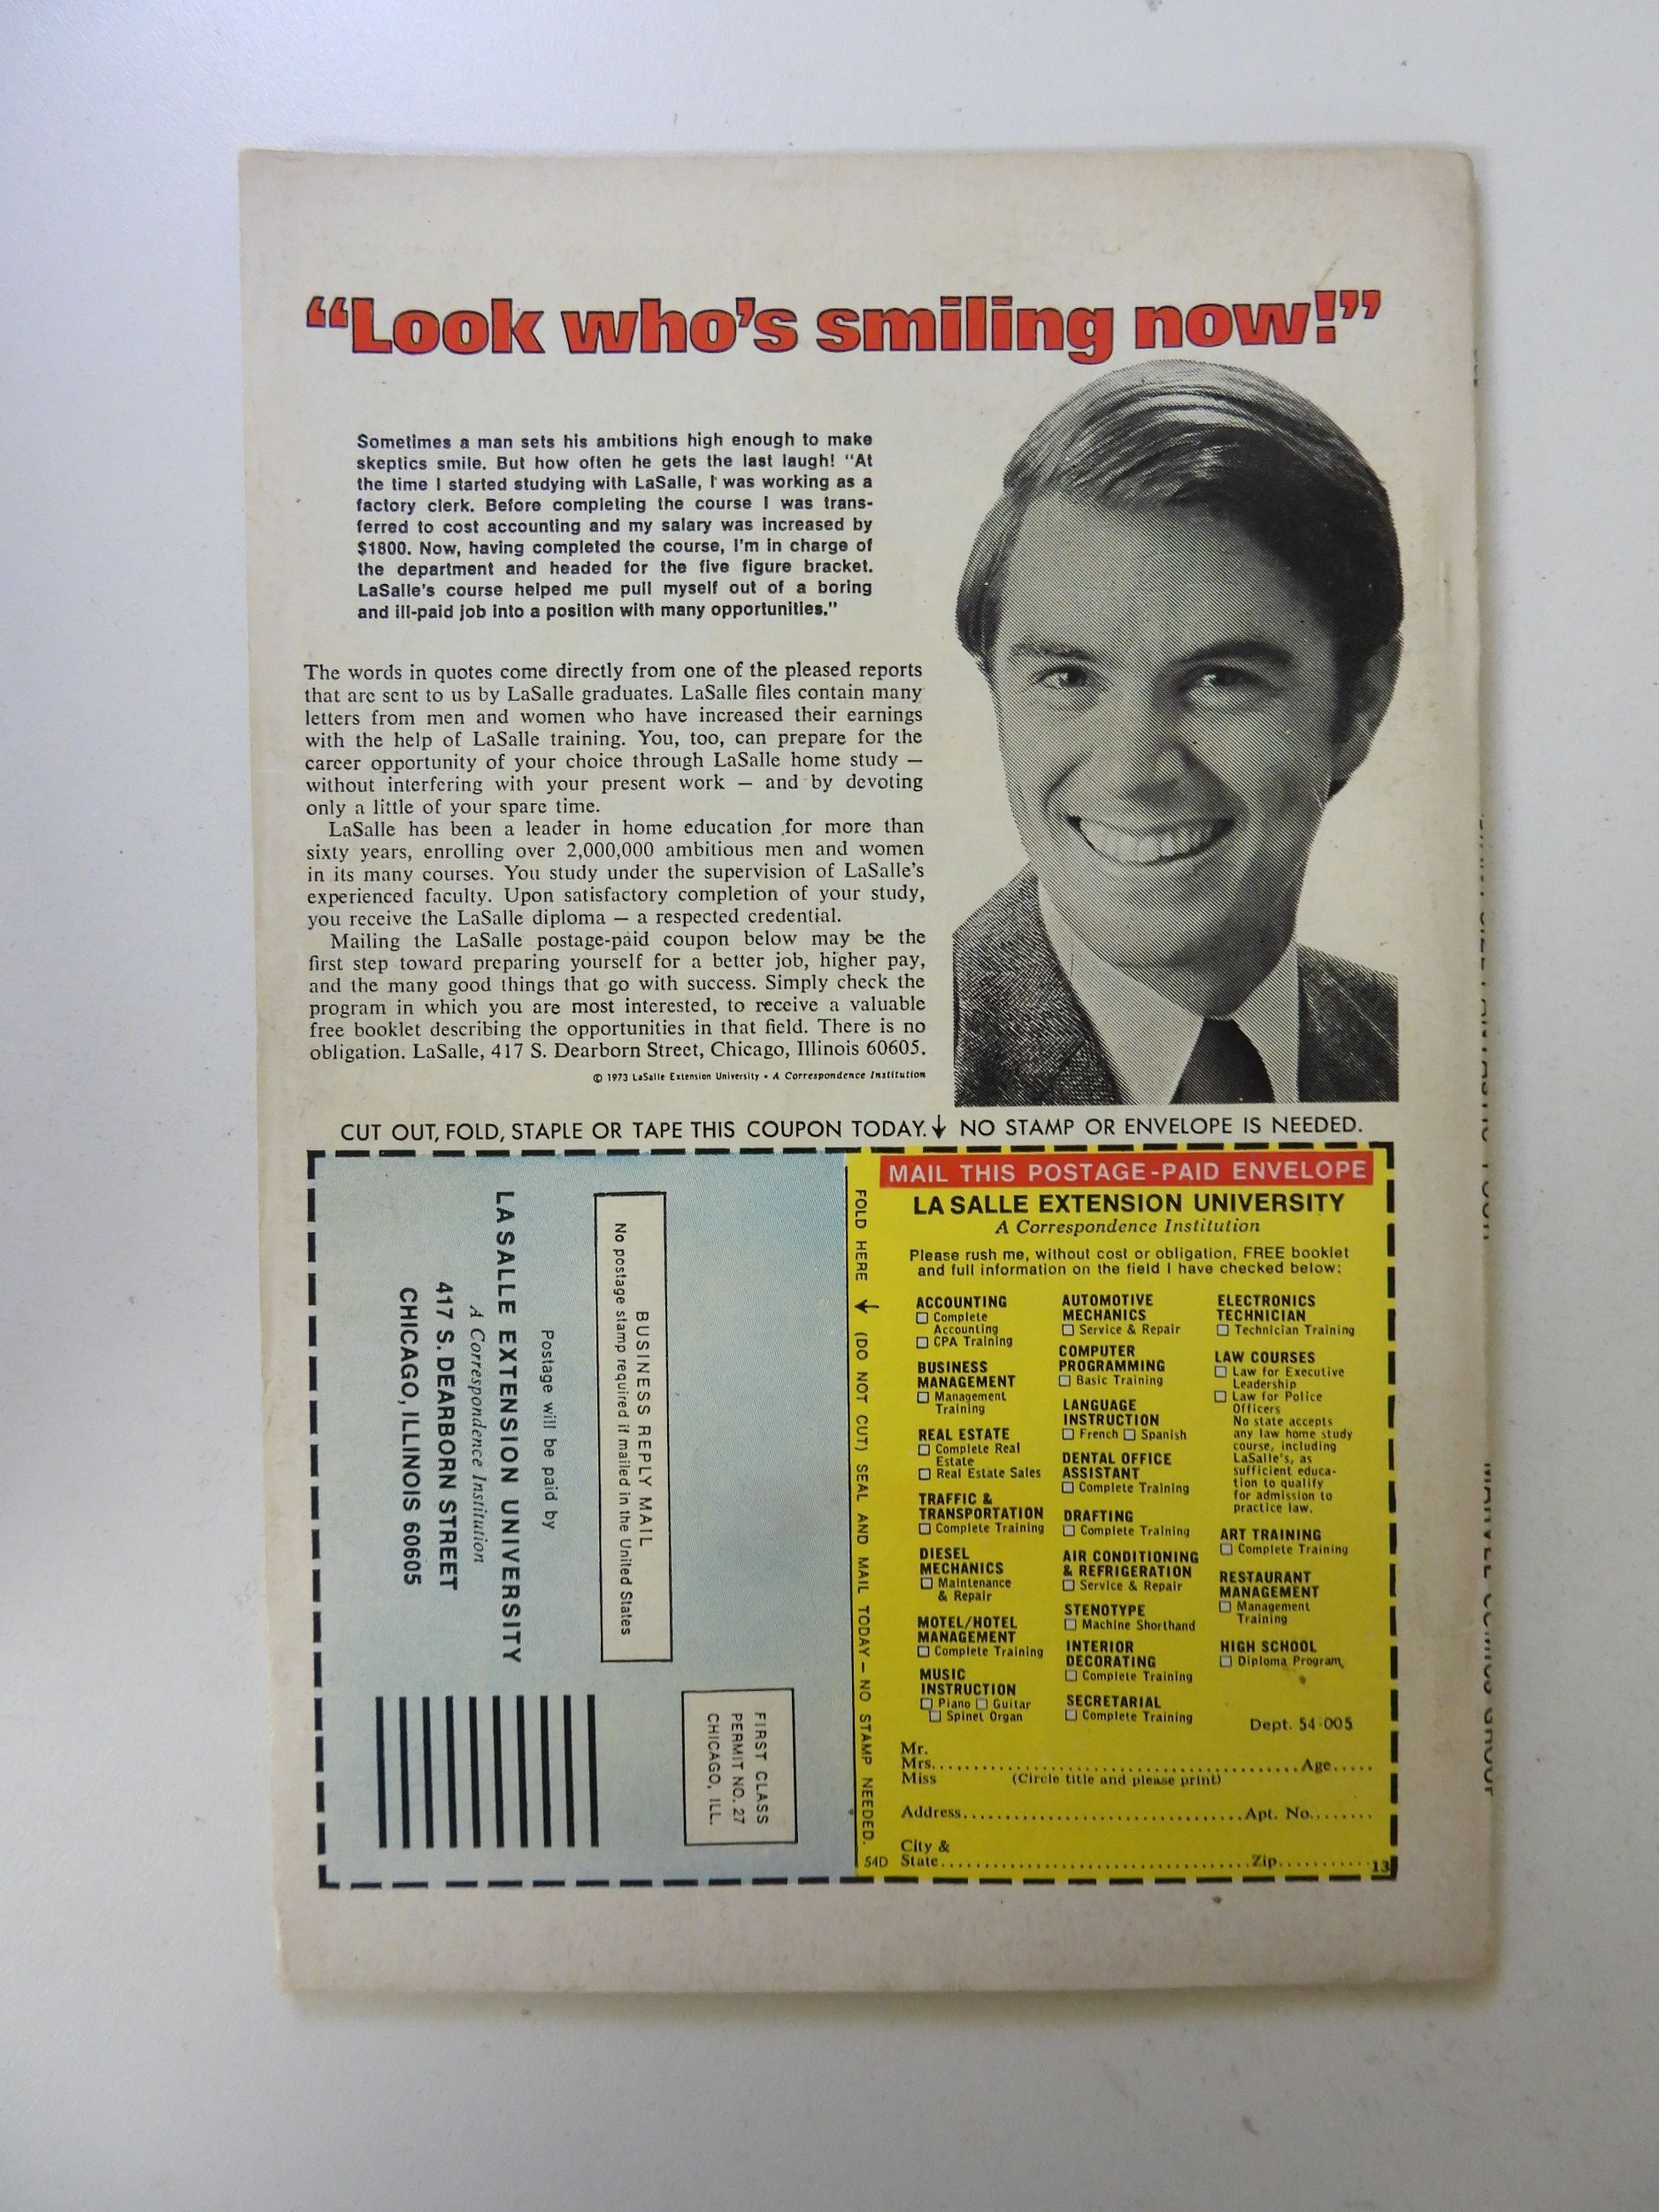 “Look who’s smiling now!”
Sometimes a man sets his ambitions high enough to make
skeptics smile. But how often he gets the last laugh! “At
the time I started studying with LaSalle, I was working as a
factory clerk. Before completing the course I was trans-
ferred to cost accounting and my salary was increased by
$1800. Now, having completed the course, I’m in charge of
the department and headed for the five figure bracket.
LaSalle’s course helped me pull myself out of a boring
and ill-paid job into a position with many opportunities.”
The words in quotes come directly from one of the pleased reports
that are sent to us by LaSalle graduates. LaSalle files contain many
letters from men and women who have increased their earnings
with the help of LaSalle training. You, too, can prepare for the
career opportunity of your choice through LaSalle home study —
without interfering with your present work — and by devoting
only a little of your spare time.
LaSalle has been a leader in home education for more than
sixty years, enrolling over 2,000,000 ambitious men and women
in its many courses. You study under the supervision of LaSalle’s
experienced faculty. Upon satisfactory completion of your study,
you receive the LaSalle diploma — a respected credential.
Mailing the LaSalle postage-paid coupon below may be the
first step toward preparing yourself for a better job, higher pay,
and the many good things that go with success. Simply check the
program in which you are most interested, to receive a valuable
free booklet describing the opportunities in that field. There is no
obligation. LaSalle, 417 S. Dearborn Street, Chicago, Illinois 60605.
© 1973 LaSalle Extension University • A Correspondence Institution
CUT OUT, FOLD, STAPLE OR TAPE THIS COUPON TODAY. NO STAMP OR ENVELOPE IS NEEDED.
FIRST CLASS
PERMIT NO. 27
CHICAGO, ILL.
BUSINESS REPLY MAIL
No postage stamp required if mailed in the United States
Postage will be paid by
LA SALLE EXTENSION UNIVERSITY
A Correspondence Institution
417 S. DEARBORN STREET
CHICAGO, ILLINOIS 60605
FOLD HERE (DO NOT CUT) SEAL AND MAIL TODAY — NO STAMP NEEDED.
54D
MAIL THIS POSTAGE-PAID ENVELOPE
LA SALLE EXTENSION UNIVERSITY
A Correspondence Institution
Please rush me, without cost or obligation, FREE booklet
and full information on the field I have checked below:
ACCOUNTING
Complete
Accounting
CPA Training
BUSINESS
MANAGEMENT
Management
Training
REAL ESTATE
Complete Real
Estate
Real Estate Sales
TRAFFIC &
TRANSPORTATION
Complete Training
DIESEL
MECHANICS
Maintenance
& Repair
MOTEL/HOTEL
MANAGEMENT
Complete Training
MUSIC
INSTRUCTION
Piano Guitar
Spinet Organ
AUTOMOTIVE
MECHANICS
Service & Repair
COMPUTER
PROGRAMMING
Basic Training
LANGUAGE
INSTRUCTION
French Spanish
DENTAL OFFICE
ASSISTANT
Complete Training
DRAFTING
Complete Training
AIR CONDITIONING
& REFRIGERATION
Service & Repair
STENOTYPE
Machine Shorthand
INTERIOR
DECORATING
Complete Training
SECRETARIAL
Complete Training
ELECTRONICS
TECHNICIAN
Technician Training
LAW COURSES
Law for Executive
Leadership
Law for Police
Officers
No state accepts
any law home study
course, including
LaSalle’s, as
sufficient educa-
tion to qualify
for admission to
practice law.
ART TRAINING
Complete Training
RESTAURANT
MANAGEMENT
Management
Training
HIGH SCHOOL
Diploma Program
Dept. 54-005
Mr.
Mrs. Age
Miss (Circle title and please print)
Address Apt. No.
City &
State Zip 13